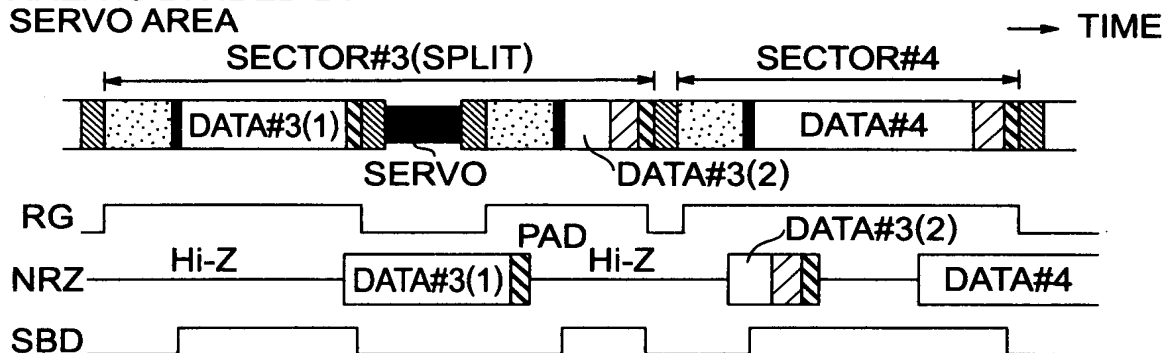 SERVO AREA
TIME
SECTOR#3(SPLIT)
SECTOR#4
DATA#3(1)
DATA#4
SERVO
DATA#3(2)
RG
PAD
DATA#3(2)
Hi-Z
Hi-Z
NRZ
DATA#3(1)
DATA#4
SBD